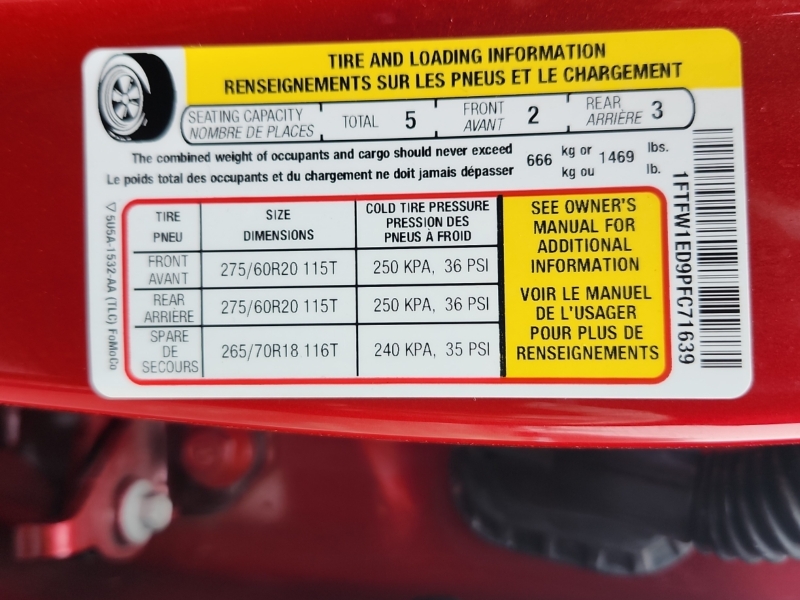 TIRE AND LOADING INFORMATION
RENSEIGNEMENTS SUR LES PNEUS ET LE CHARGEMENT
SEATING CAPACITY
NOMBRE DE PLACES
TOTAL 5
FRONT
AVANT
2
REAR
ARRIÈRE
3
The combined weight of occupants and cargo should never exceed
Le poids total des occupants et du chargement ne doit jamais dépasser
666
kg or
kg ou
1469
lbs.
lb.
TIRE
PNEU
SIZE
DIMENSIONS
COLD TIRE PRESSURE
PRESSION DES
PNEUS À FROID
FRONT
AVANT
275/60R20 115T
250 KPA, 36 PSI
REAR
ARRIÈRE
275/60R20 115T
250 KPA, 36 PSI
SPARE
DE
SECOURS
265/70R18 116T
240 KPA, 35 PSI
SEE OWNER'S
MANUAL FOR
ADDITIONAL
INFORMATION
VOIR LE MANUEL
DE L'USAGER
POUR PLUS DE
RENSEIGNEMENTS
1FTFW1ED9PFC71639
▽ 5U5A-1532-AA (TLC) FoMoCo